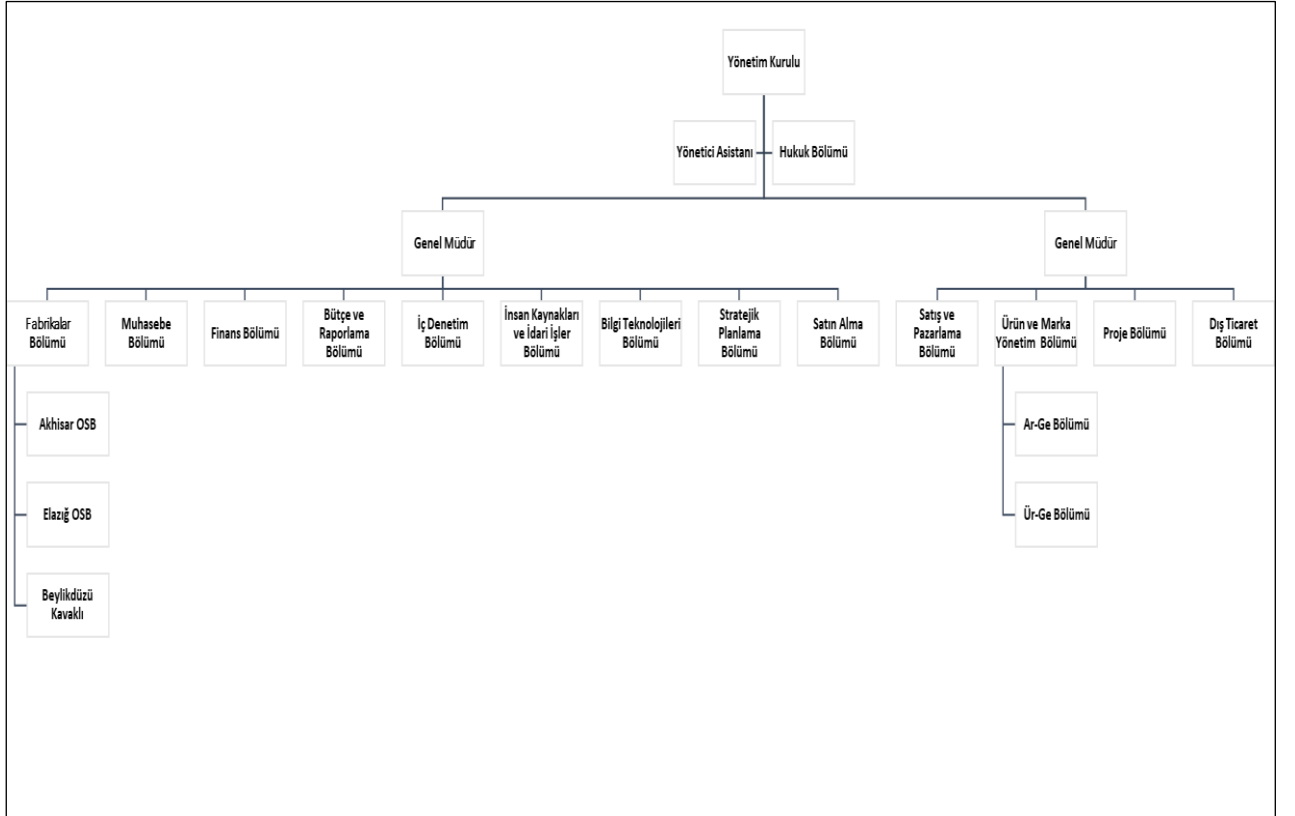 Yönetim Kurulu
Yönetici Asistanı
Hukuk Bölümü
Genel Müdür
Genel Müdür
Fabrikalar
Bölümü
Muhasebe
Bölümü
Finans Bölümü
Bütçe ve
Raporlama
Bölümü
İç Denetim
Bölümü
İnsan Kaynakları
ve İdari İşler
Bölümü
Bilgi Teknolojileri
Bölümü
Stratejik
Planlama
Bölümü
Satın Alma
Bölümü
Satış ve
Pazarlama
Bölümü
Ürün ve Marka
Yönetim Bölümü
Proje Bölümü
Dış Ticaret
Bölümü
Akhisar OSB
Elazığ OSB
Beylikdüzü
Kavaklı
Ar-Ge Bölümü
Ür-Ge Bölümü